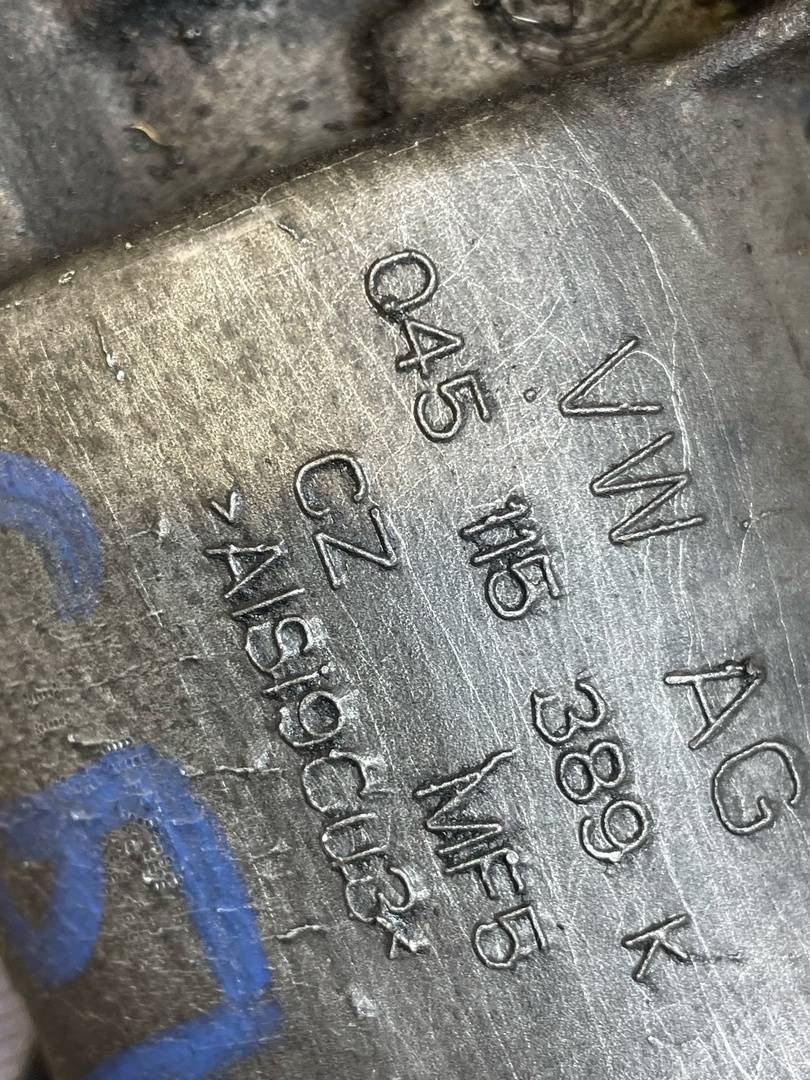 VW AG
045 115 389 K
CZ MF5
>AlSi9Cu3<